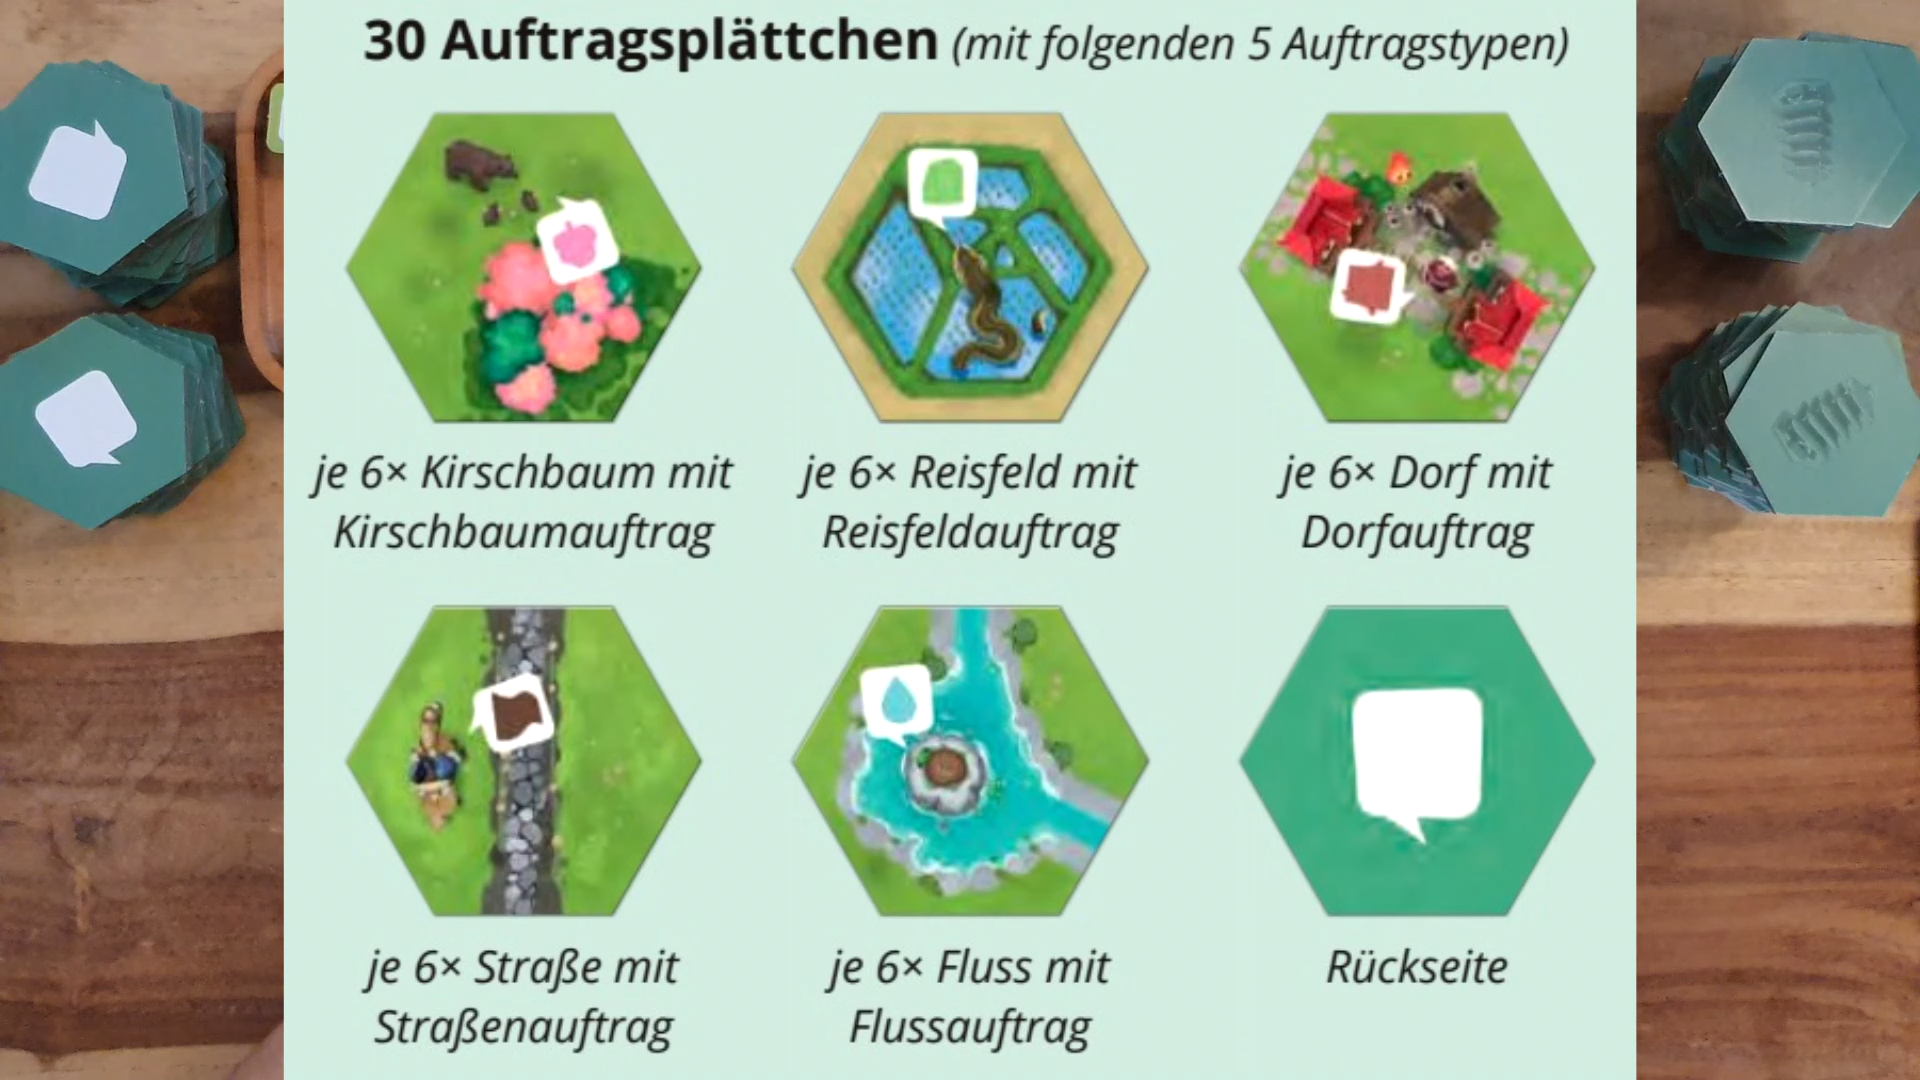 30 Auftragsplättchen (mit folgenden 5 Auftragstypen)
je 6× Kirschbaum mit
Kirschbaumauftrag
je 6× Reisfeld mit
Reisfeldauftrag
je 6× Dorf mit
Dorfauftrag
je 6× Straße mit
Straßenauftrag
je 6× Fluss mit
Flussauftrag
Rückseite